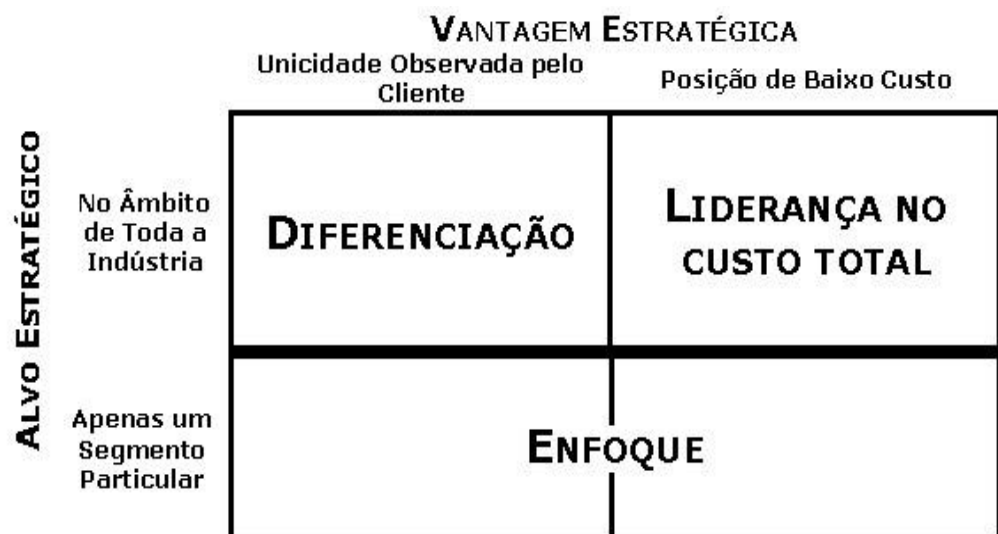 VANTAGEM ESTRATÉGICA
Unicidade Observada pelo
Cliente
Posição de Baixo Custo
ALVO ESTRATÉGICO
No Âmbito
de Toda a
Indústria
DIFERENCIAÇÃO
LIDERANÇA NO
CUSTO TOTAL
Apenas um
Segmento
Particular
ENFOQUE